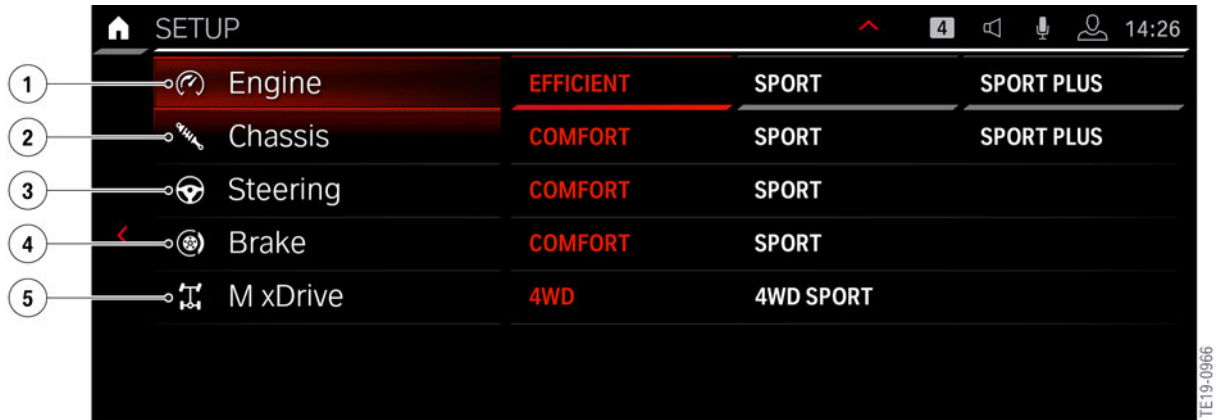 SETUP 4 14:26
1 Engine EFFICIENT SPORT SPORT PLUS
2 Chassis COMFORT SPORT SPORT PLUS
3 Steering COMFORT SPORT
4 Brake COMFORT SPORT
5 M xDrive 4WD 4WD SPORT
TE19-0966